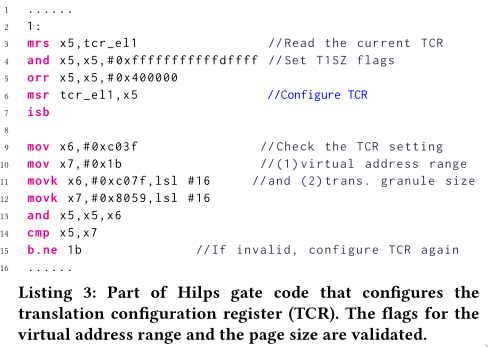 1 ......
2 1:
3 mrs x5,tcr_el1 //Read the current TCR
4 and x5,x5,#0xfffffffffffdffff //Set T1SZ flags
5 orr x5,x5,#0x400000
6 msr tcr_el1,x5 //Configure TCR
7 isb
8
9 mov x6,#0xc03f //Check the TCR setting
10 mov x7,#0x1b //(1)virtual address range
11 movk x6,#0xc07f,lsl #16 //and (2)trans. granule size
12 movk x7,#0x8059,lsl #16
13 and x5,x5,x6
14 cmp x5,x7
15 b.ne 1b //If invalid, configure TCR again
16 ......
Listing 3: Part of Hilps gate code that configures the
translation configuration register (TCR). The flags for the
virtual address range and the page size are validated.